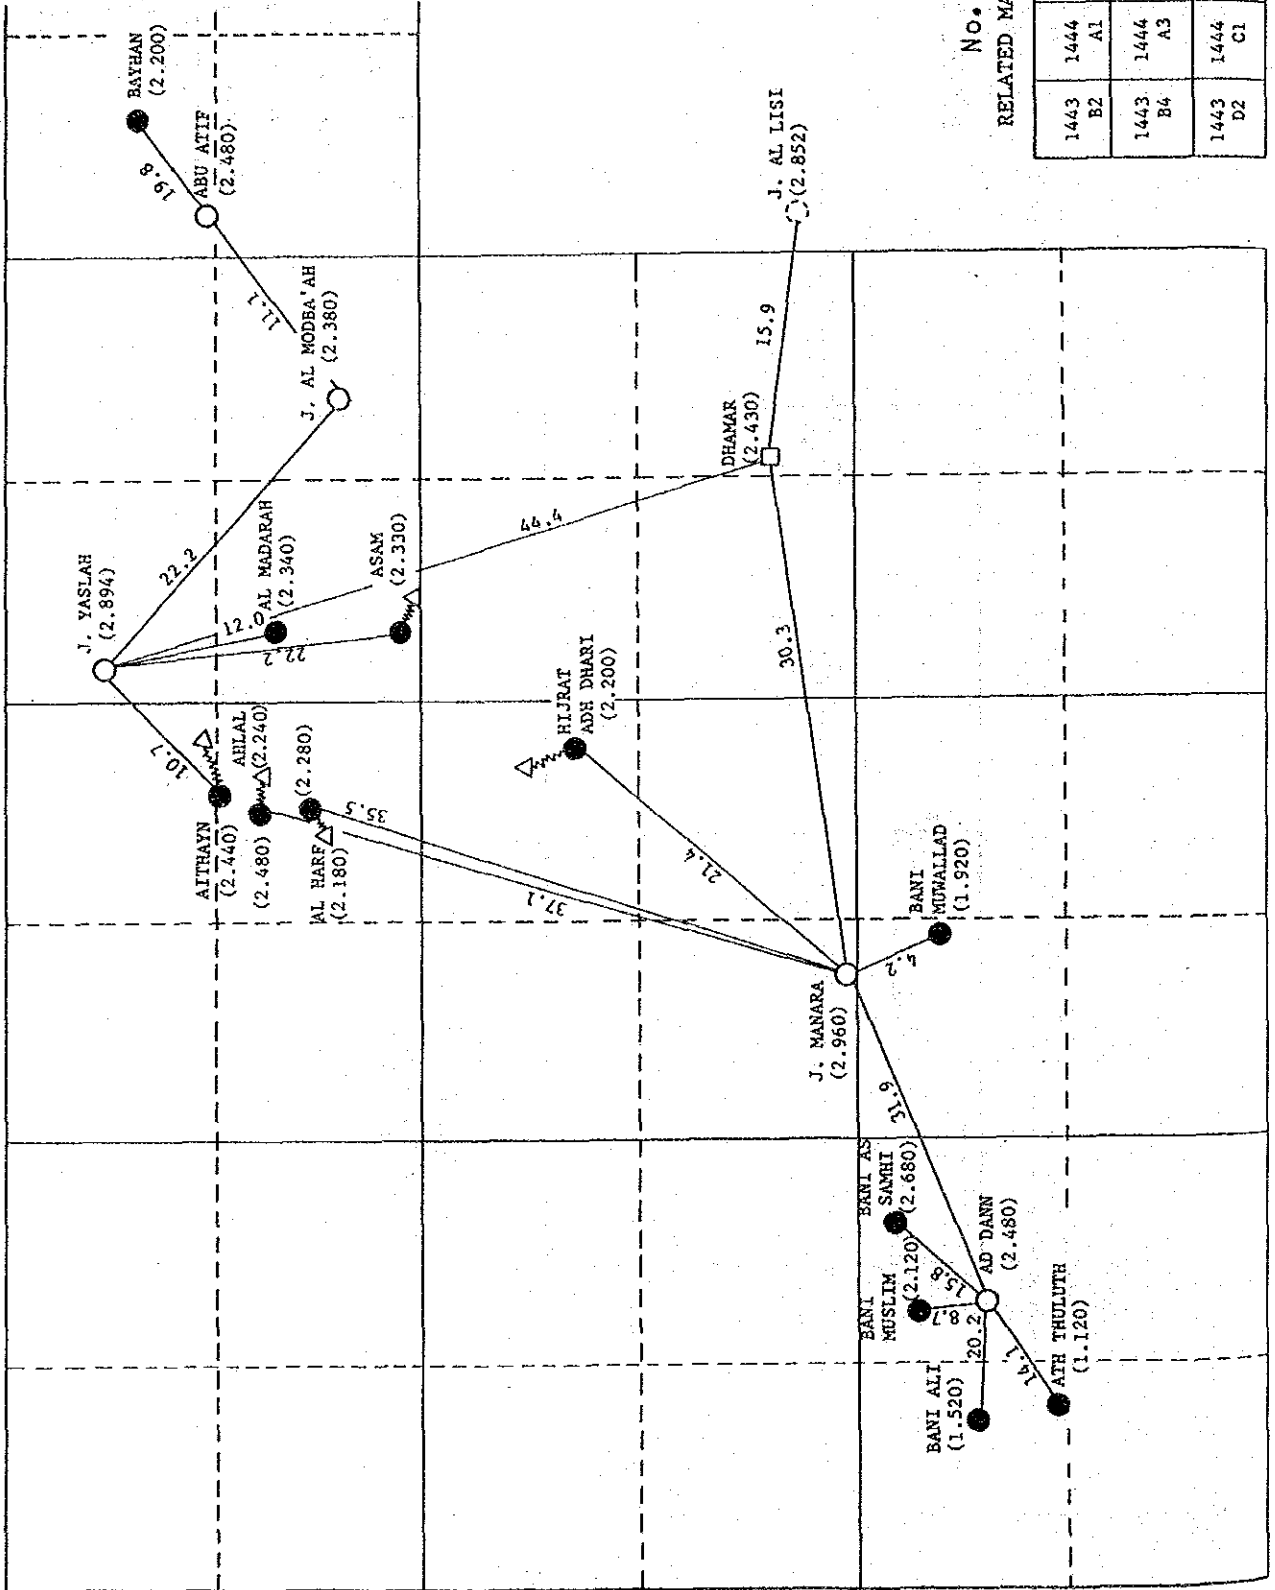 BAYHAN
(2.200)
19.8
ABU ATIF
(2.480)
11.1
J. AL MODBA'AH
(2.380)
22.2
J. YASLAH
(2.894)
12.0
AL MADARAH
(2.340)
22.2
ASAM
(2.330)
44.4
10.7
AITHAYN
(2.440)
AHLAL
(2.240)
(2.480)
(2.280)
AL HARF
(2.180)
35.5
37.1
HIJRAT
ADH DHARI
(2.200)
21.4
DHAMAR
(2.430)
15.9
J. AL LISI
(2.852)
30.3
J. MANARA
(2.960)
BANI
MUWALLAD
(1.920)
31.9
BANI AS
SAMHI
(2.680)
15.8
BANI
MUSLIM
(2.120)
8.7
AD DANN
(2.480)
20.2
BANI ALI
(1.520)
ATH THULUTH
(1.120)
No.
RELATED MA
1443 B2
1444 A1
1443 B4
1444 A3
1443 D2
1444 C1